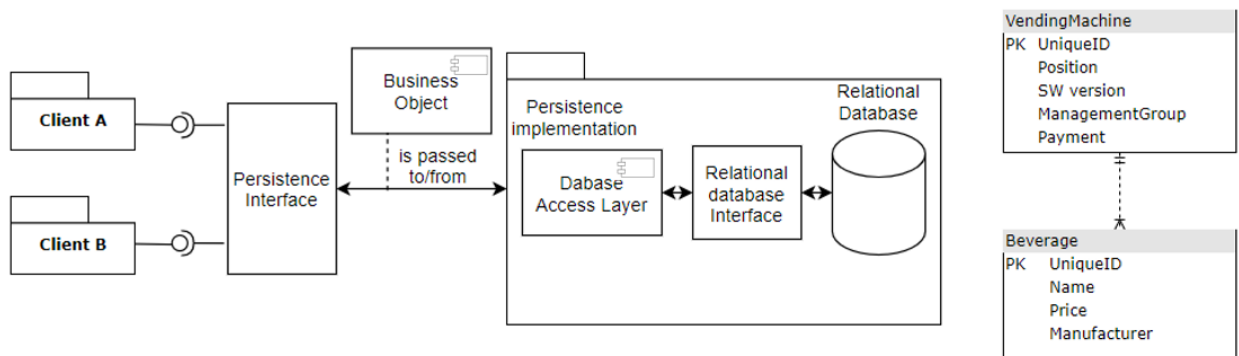 Client A
Client B
Persistence
Interface
Business
Object
is passed
to/from
Persistence
implementation
Dabase
Access Layer
Relational
database
Interface
Relational
Database
VendingMachine
PK UniqueID
Position
SW version
ManagementGroup
Payment
Beverage
PK UniqueID
Name
Price
Manufacturer